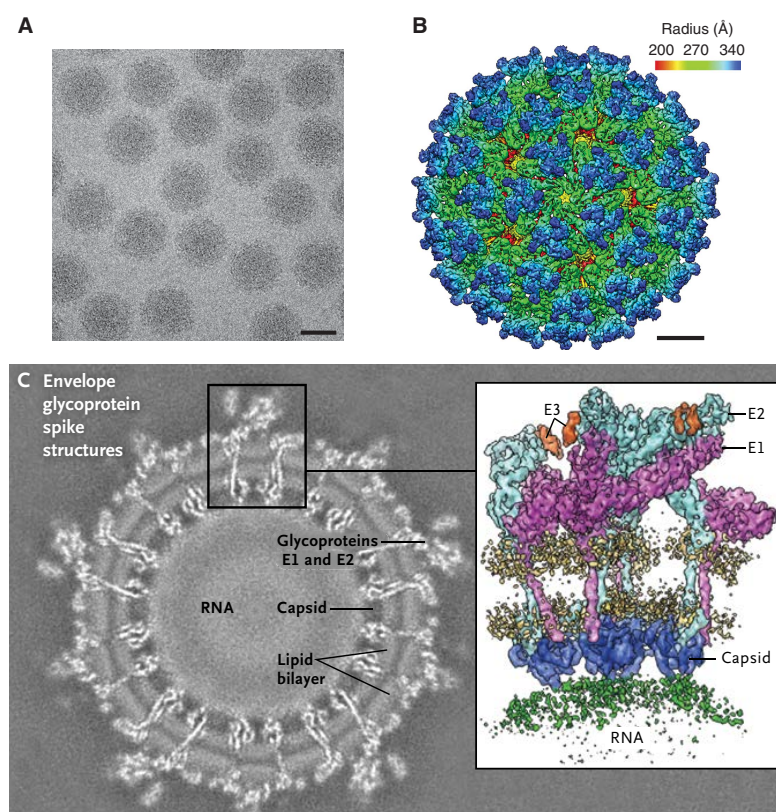 A
B
Radius (Å)
200 270 340
C Envelope
glycoprotein
spike
structures
E3
E2
E1
Glycoproteins
E1 and E2
RNA
Capsid
Lipid
bilayer
Capsid
RNA